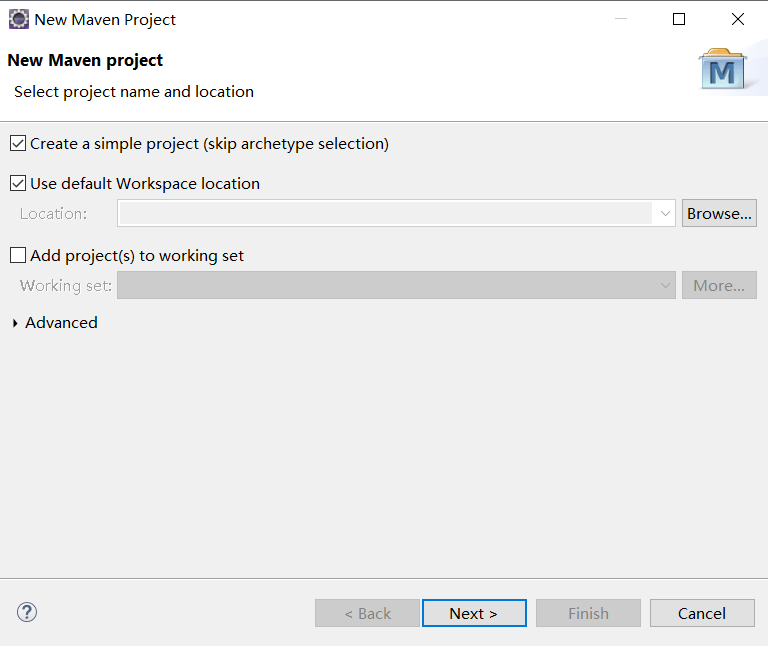 New Maven Project
New Maven project
Select project name and location
M
Create a simple project (skip archetype selection)
Use default Workspace location
Location:
Browse...
Add project(s) to working set
Working set:
More...
Advanced
?
< Back
Next >
Finish
Cancel